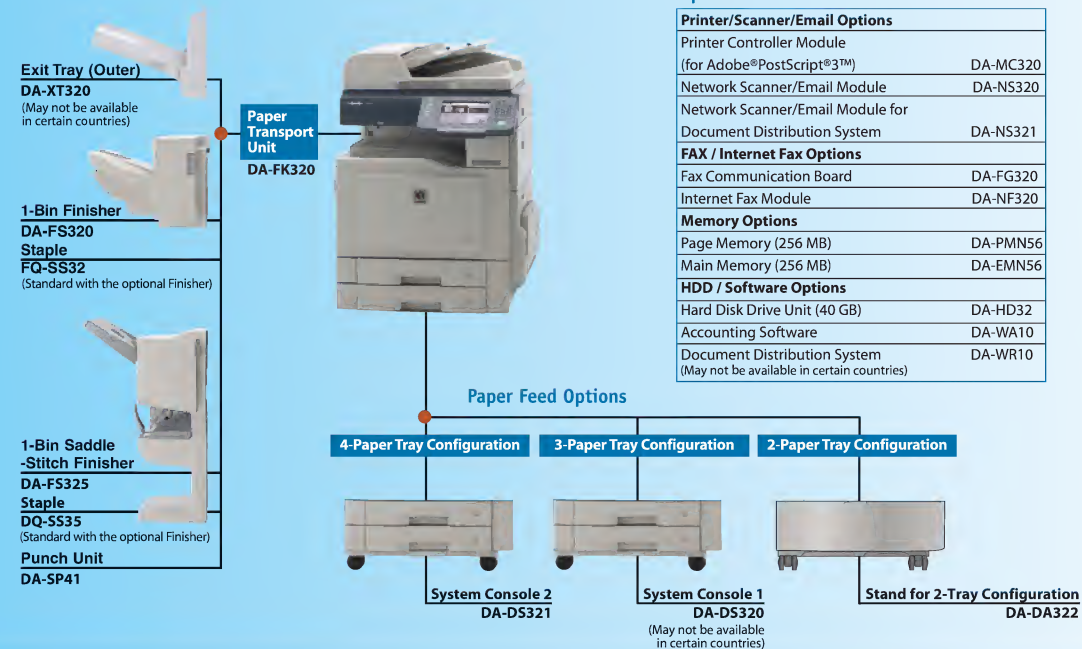 Exit Tray (Outer)
DA-XT320
(May not be available
in certain countries)
Paper
Transport
Unit
DA-FK320
1-Bin Finisher
DA-FS320
Staple
FQ-SS32
(Standard with the optional Finisher)
1-Bin Saddle
-Stitch Finisher
DA-FS325
Staple
DQ-SS35
(Standard with the optional Finisher)
Punch Unit
DA-SP41
Printer/Scanner/Email Options
Printer Controller Module
(for Adobe®PostScript®3™) DA-MC320
Network Scanner/Email Module DA-NS320
Network Scanner/Email Module for
Document Distribution System DA-NS321
FAX / Internet Fax Options
Fax Communication Board DA-FG320
Internet Fax Module DA-NF320
Memory Options
Page Memory (256 MB) DA-PMN56
Main Memory (256 MB) DA-EMN56
HDD / Software Options
Hard Disk Drive Unit (40 GB) DA-HD32
Accounting Software DA-WA10
Document Distribution System DA-WR10
(May not be available in certain countries)
Paper Feed Options
4-Paper Tray Configuration
3-Paper Tray Configuration
2-Paper Tray Configuration
System Console 2
DA-DS321
System Console 1
DA-DS320
(May not be available
in certain countries)
Stand for 2-Tray Configuration
DA-DA322